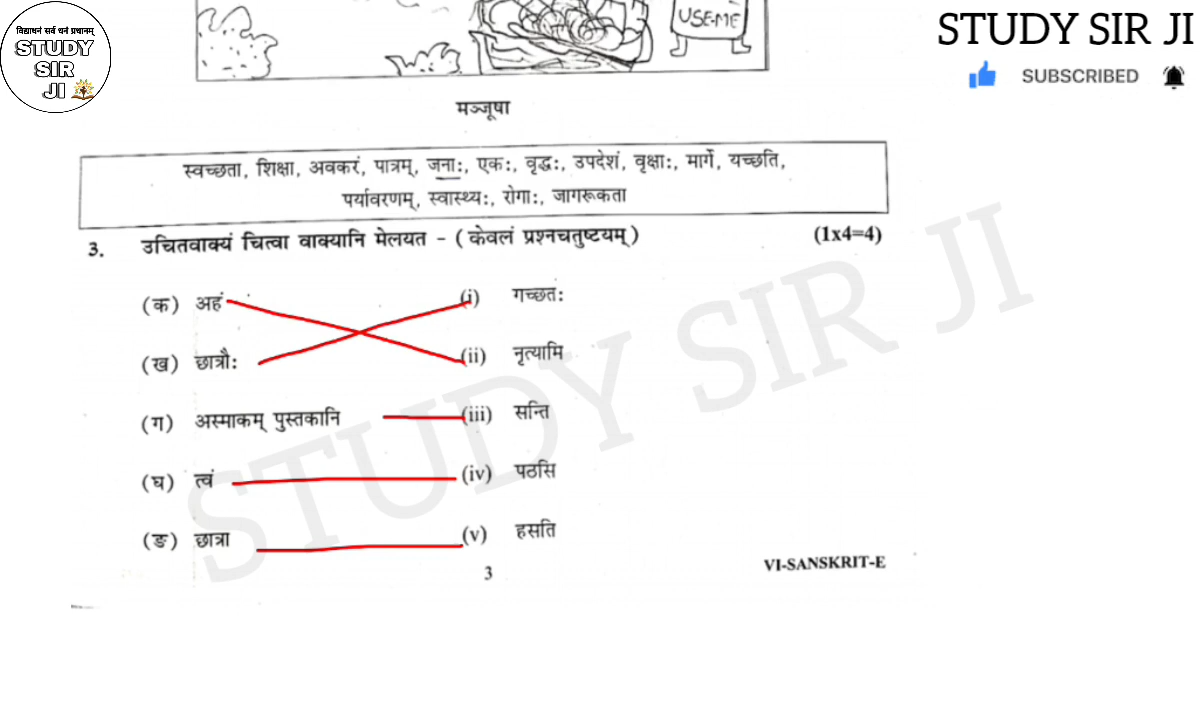 विद्याधनं सर्व धनं प्रधानम्
STUDY
SIR
JI
STUDY SIR JI
SUBSCRIBED
USE-ME
मञ्जूषा
स्वच्छता, शिक्षा, अवकरं, पात्रम्, जनाः, एकः, वृद्धः, उपदेशं, वृक्षाः, मार्गे, यच्छति,
पर्यावरणम्, स्वास्थ्यः, रोगाः, जागरूकता
3. उचितवाक्यं चित्वा वाक्यानि मेलयत - ( केवलं प्रश्नचतुष्टयम् ) (1x4=4)
(क) अहं (i) गच्छतः
(ख) छात्रौः (ii) नृत्यामि
(ग) अस्माकम् पुस्तकानि (iii) सन्ति
(घ) त्वं (iv) पठसि
(ङ) छात्रा (v) हसति
3
VI-SANSKRIT-E
STUDY SIR JI